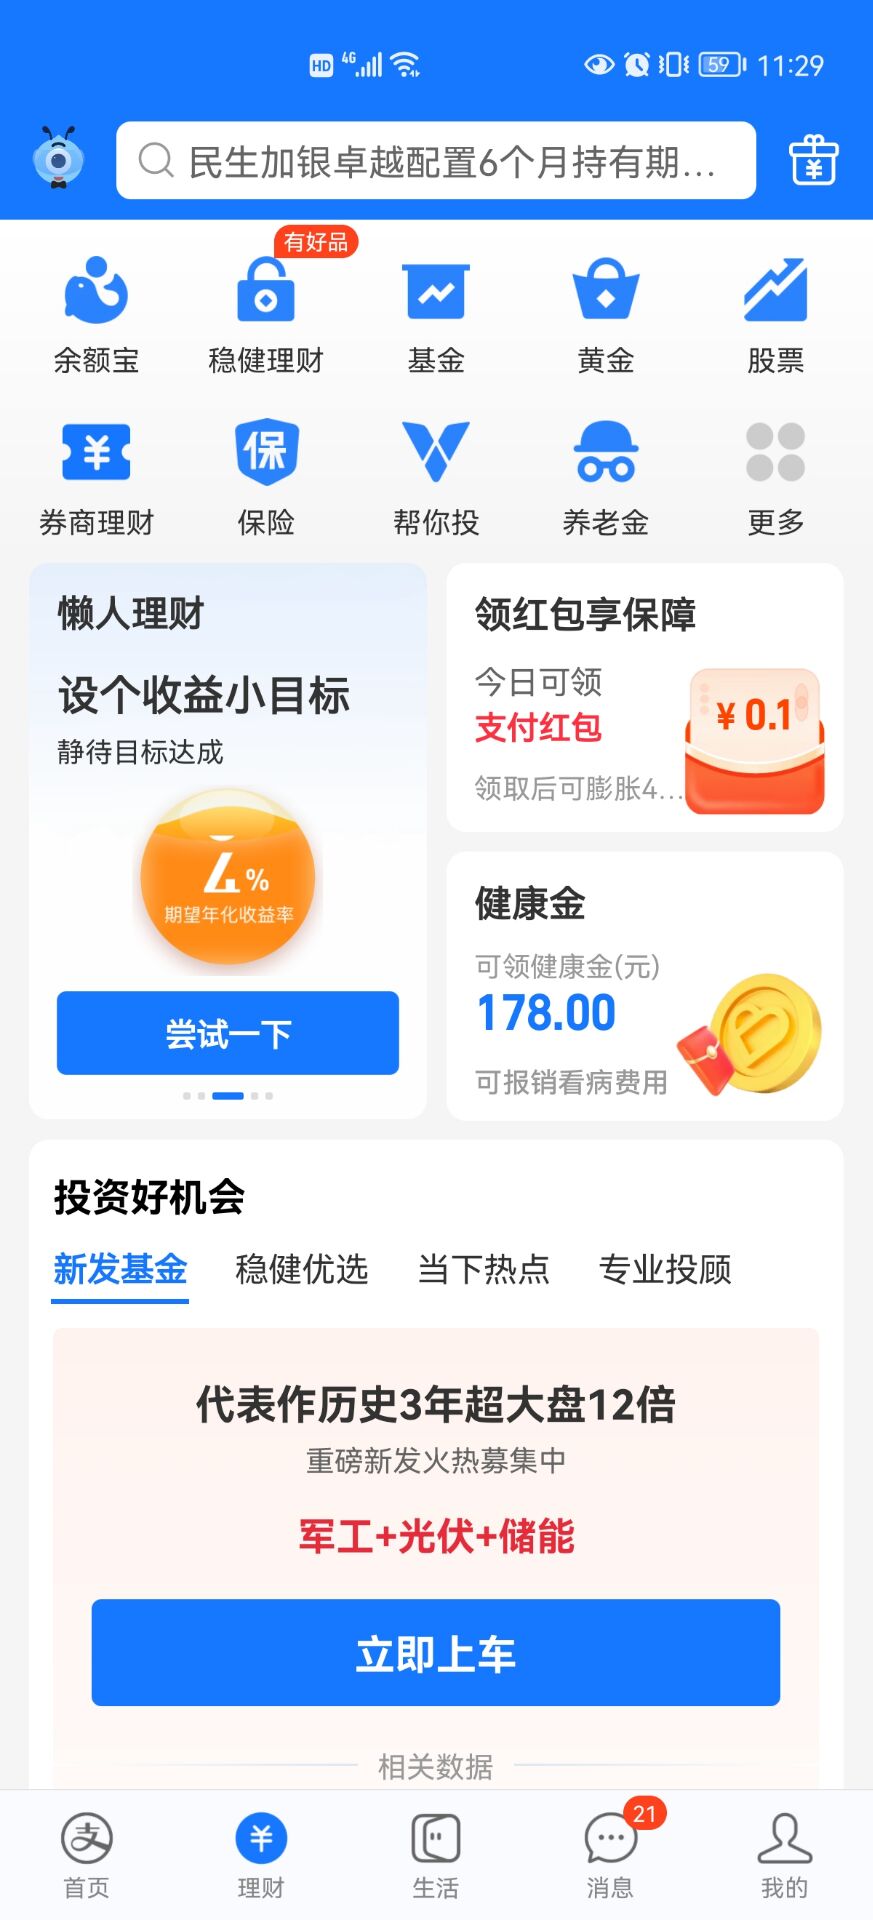 HD 4G 59 11:29
民生加银卓越配置6个月持有期...
有好品
余额宝 稳健理财 基金 黄金 股票
保
券商理财 保险 帮你投 养老金 更多
懒人理财
设个收益小目标
静待目标达成
%
期望年化收益率
尝试一下
领红包享保障
今日可领
支付红包
¥0.1
领取后可膨胀4...
健康金
可领健康金(元)
178.00
可报销看病费用
投资好机会
新发基金 稳健优选 当下热点 专业投顾
代表作历史3年超大盘12倍
重磅新发火热募集中
军工+光伏+储能
立即上车
相关数据
支 ¥ 21
首页 理财 生活 消息 我的